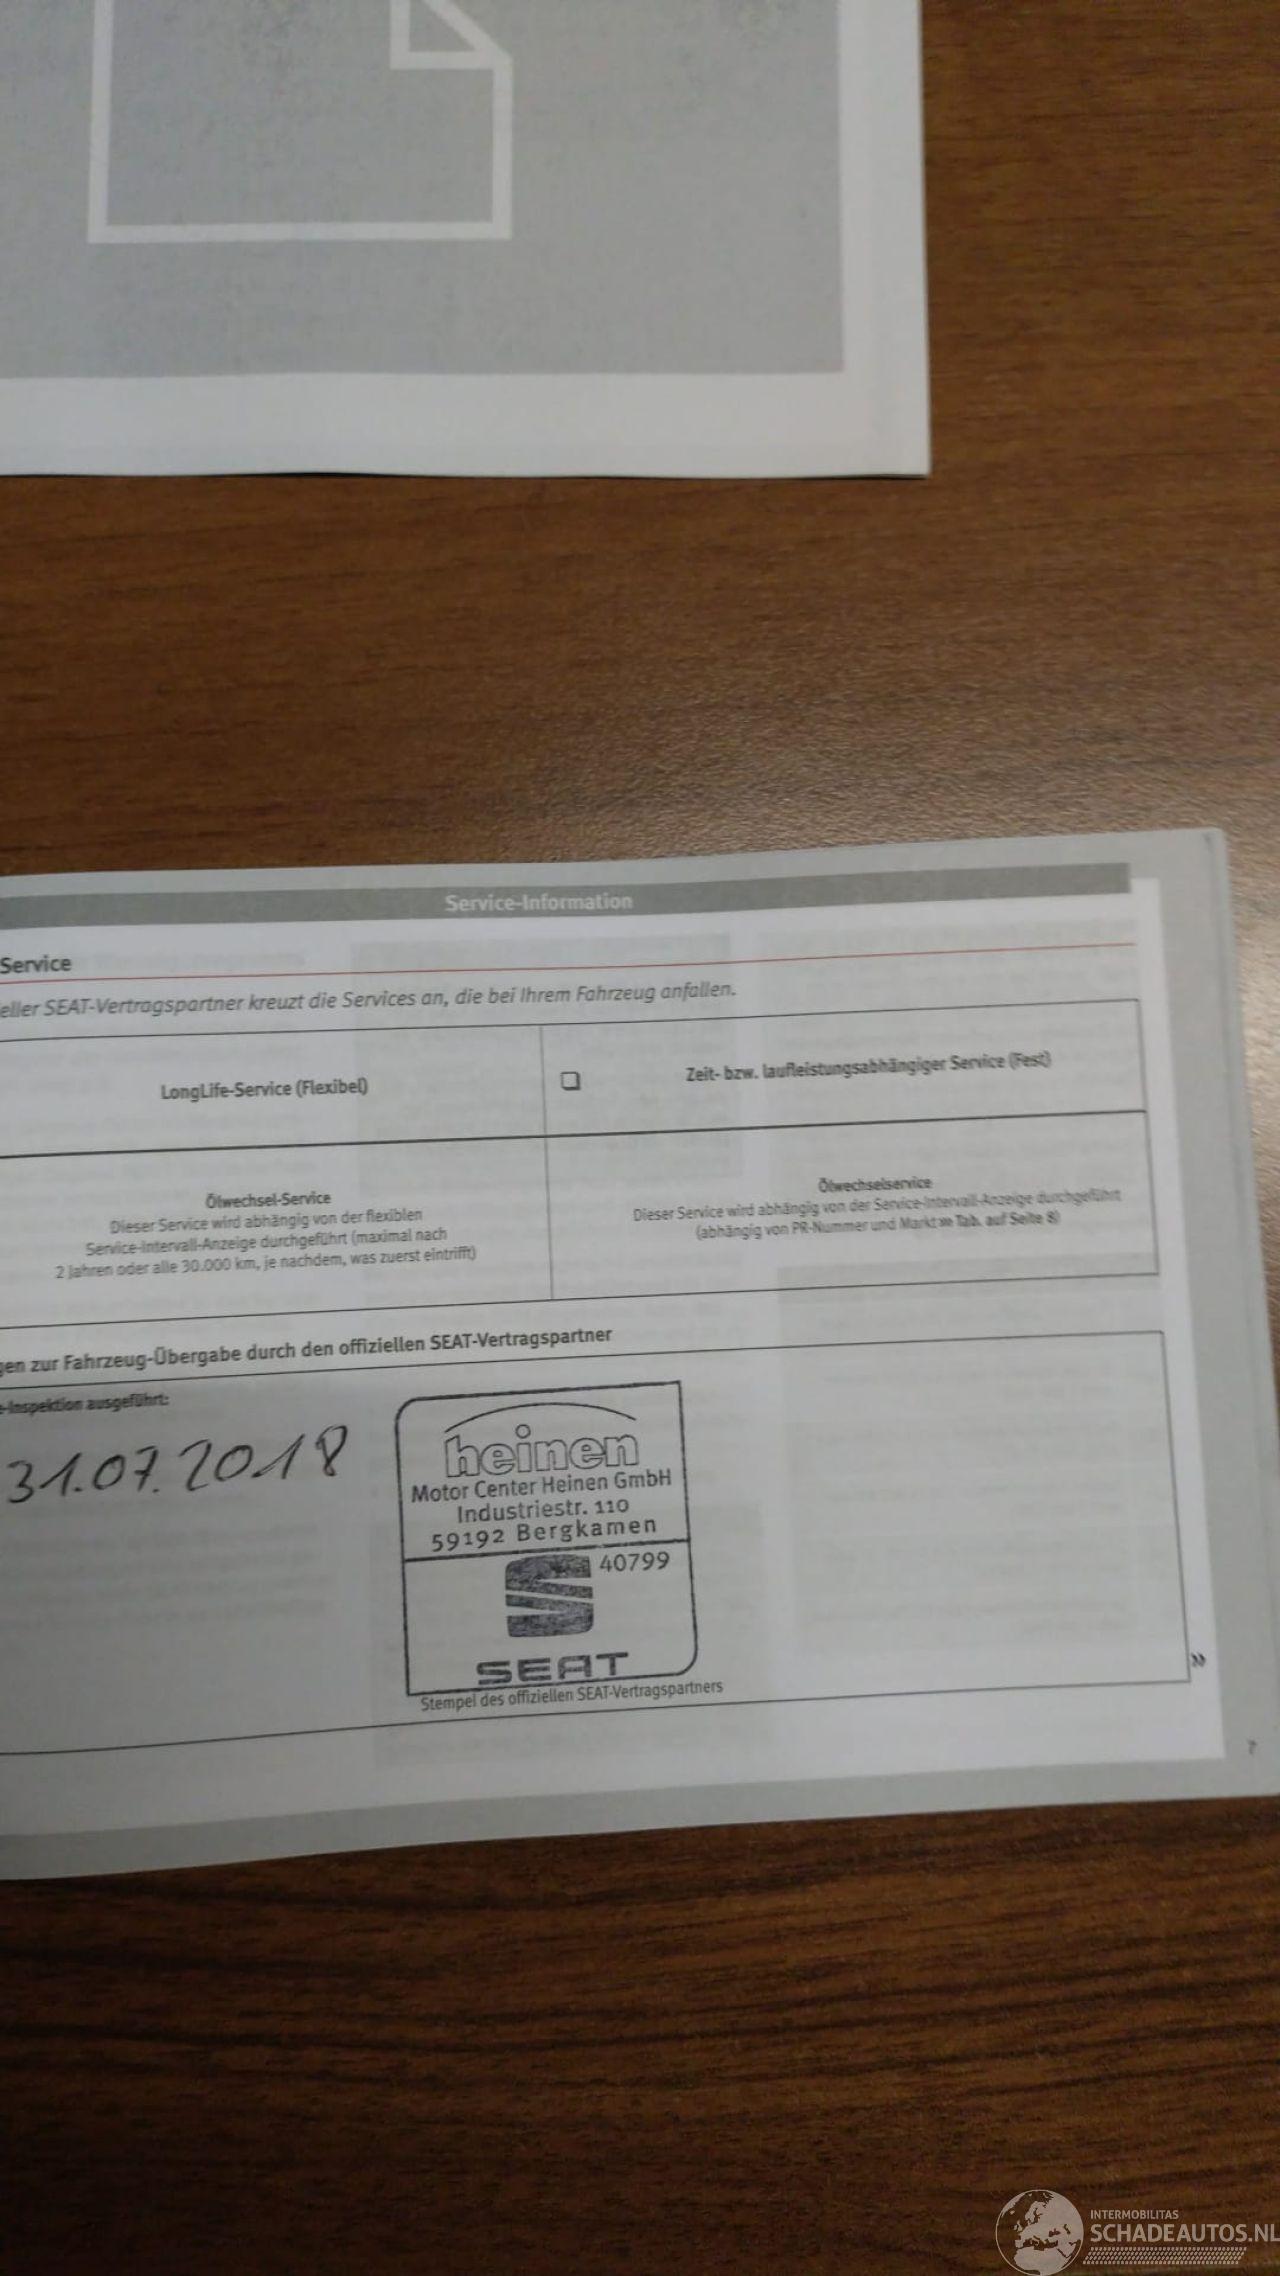 Service-Information
Service
eller SEAT-Vertragspartner kreuzt die Services an, die bei Ihrem Fahrzeug anfallen.
LongLife-Service (Flexibel)
Zeit- bzw. laufleistungsabhängiger Service (Fest)
Ölwechsel-Service
Dieser Service wird abhängig von der flexiblen
Service-Intervall-Anzeige durchgeführt (maximal nach
2 Jahren oder alle 30.000 km, je nachdem, was zuerst eintrifft)
Ölwechselservice
Dieser Service wird abhängig von der Service-Intervall-Anzeige durchgeführt
(abhängig von PR-Nummer und Markt ››› Tab. auf Seite 8)
gen zur Fahrzeug-Übergabe durch den offiziellen SEAT-Vertragspartner
e-Inspektion ausgeführt:
31.07.2018
heinen
Motor Center Heinen GmbH
Industriestr. 110
59192 Bergkamen
40799
SEAT
Stempel des offiziellen SEAT-Vertragspartners
»
7
INTERMOBILITAS
SCHADEAUTOS.NL